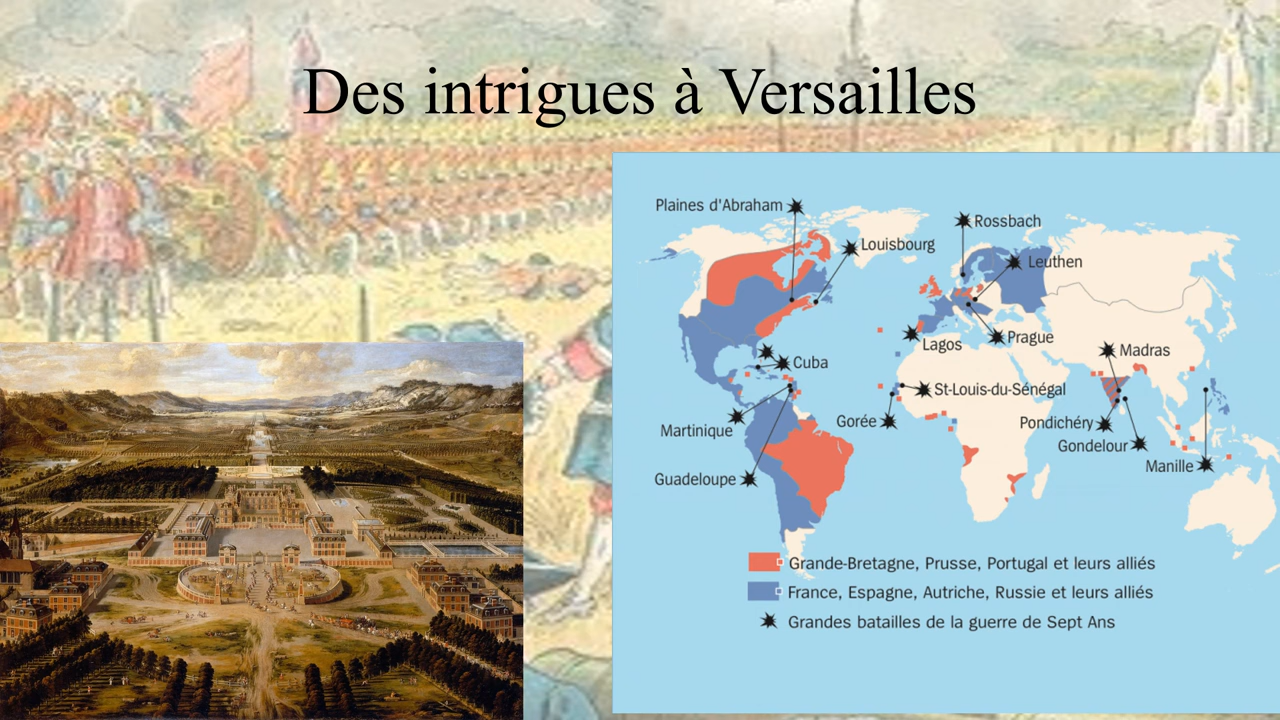 Des intrigues à Versailles
Plaines d'Abraham
Rossbach
Louisbourg
Leuthen
Lagos
Prague
Madras
Cuba
St-Louis-du-Sénégal
Martinique
Gorée
Pondichéry
Gondelour
Manille
Guadeloupe
Grande-Bretagne, Prusse, Portugal et leurs alliés
France, Espagne, Autriche, Russie et leurs alliés
Grandes batailles de la guerre de Sept Ans